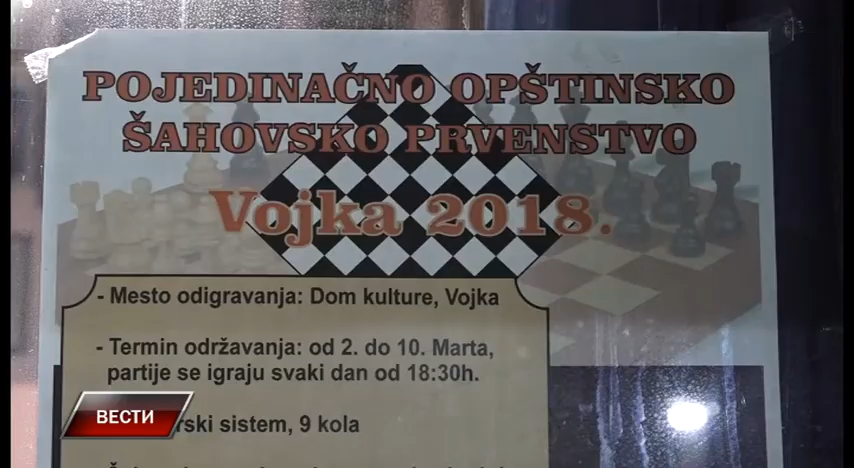 POJEDINAČNO OPŠTINSKO
ŠAHOVSKO PRVENSTVO
Vojka 2018.
- Mesto odigravanja: Dom kulture, Vojka
- Termin održavanja: od 2. do 10. Marta,
partije se igraju svaki dan od 18:30h.
sistem, 9 kola
ВЕСТИ